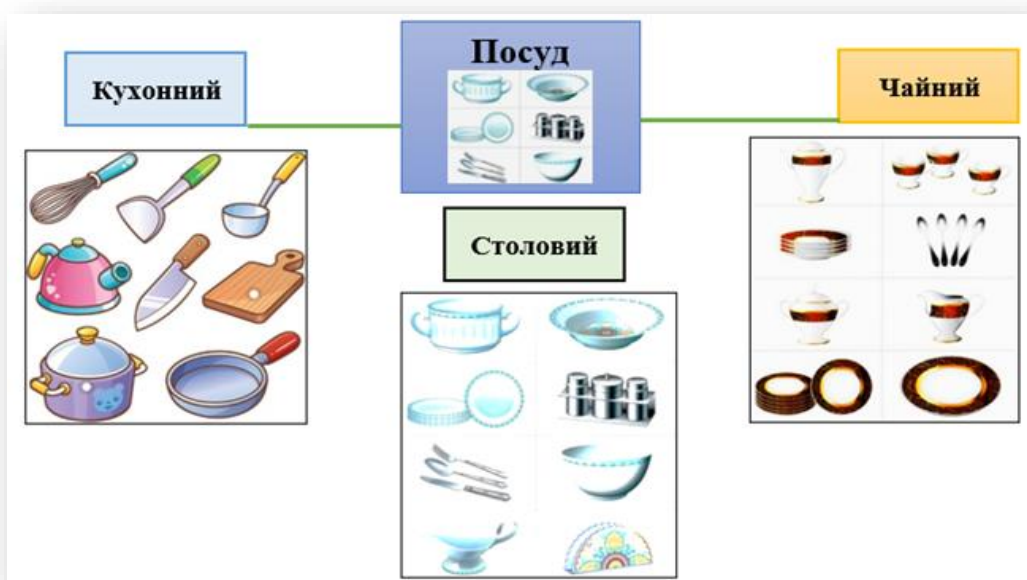 Посуд
Кухонний
Чайний
Столовий